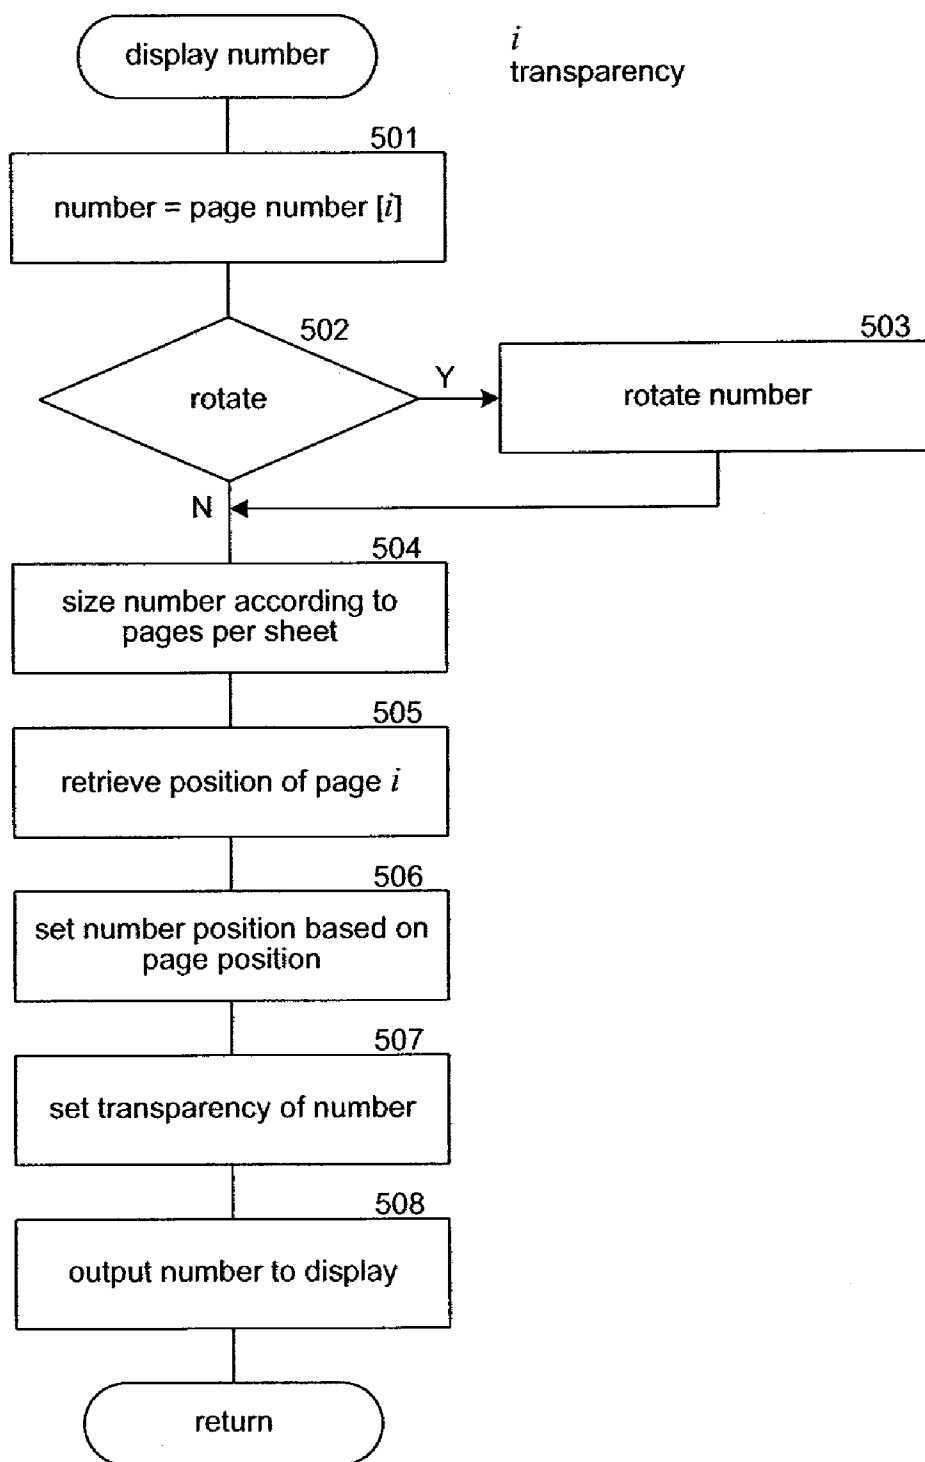 display number
i
transparency
501
number = page number [i]
502
rotate
Y
503
rotate number
N
504
size number according to
pages per sheet
505
retrieve position of page i
506
set number position based on
page position
507
set transparency of number
508
output number to display
return